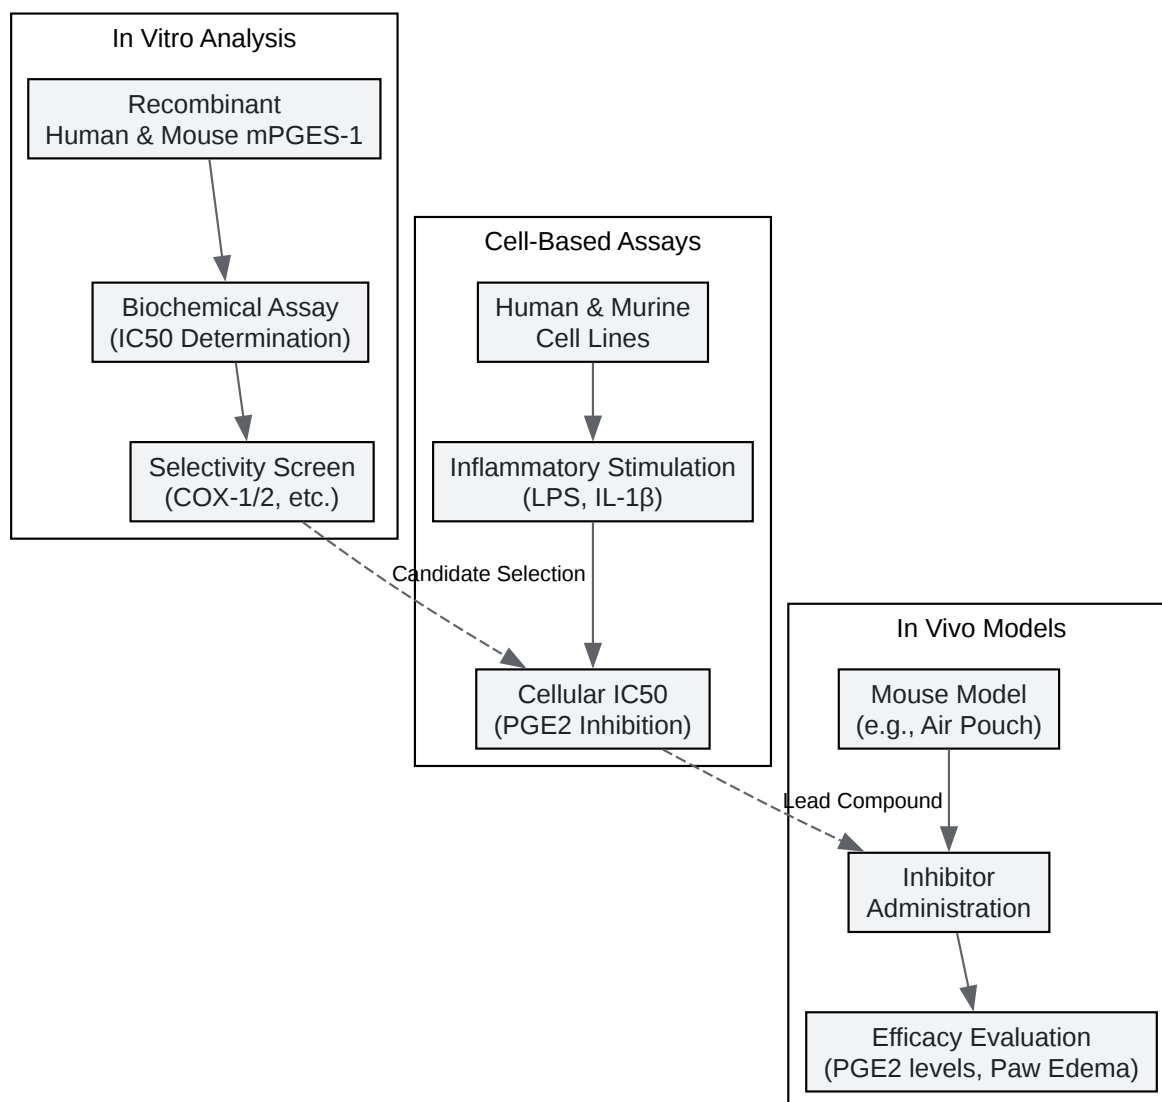 In Vitro Analysis
Recombinant
Human & Mouse mPGES-1
Biochemical Assay
(IC50 Determination)
Selectivity Screen
(COX-1/2, etc.)
Candidate Selection
Cell-Based Assays
Human & Murine
Cell Lines
Inflammatory Stimulation
(LPS, IL-1β)
Cellular IC50
(PGE2 Inhibition)
Lead Compound
In Vivo Models
Mouse Model
(e.g., Air Pouch)
Inhibitor
Administration
Efficacy Evaluation
(PGE2 levels, Paw Edema)